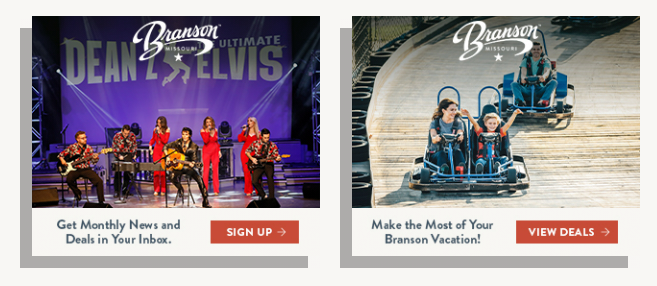 Branson
MISSOURI
ULTIMATE
DEAN Z ELVIS
Get Monthly News and
Deals in Your Inbox.
SIGN UP →
Branson
MISSOURI
Make the Most of Your
Branson Vacation!
VIEW DEALS →